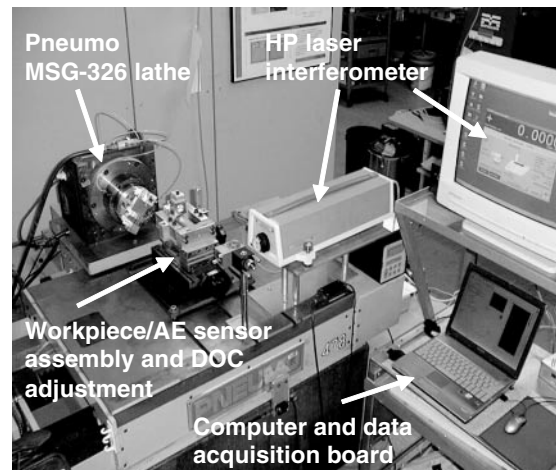 Pneumo
MSG-326 lathe
HP laser
interferometer
0.0000
Workpiece/AE sensor
assembly and DOC
adjustment
Computer and data
acquisition board